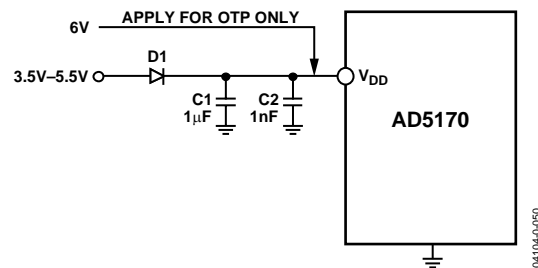 APPLY FOR OTP ONLY
6V
D1
3.5V–5.5V
VDD
C1
1μF
C2
1nF
AD5170
04104-0-050